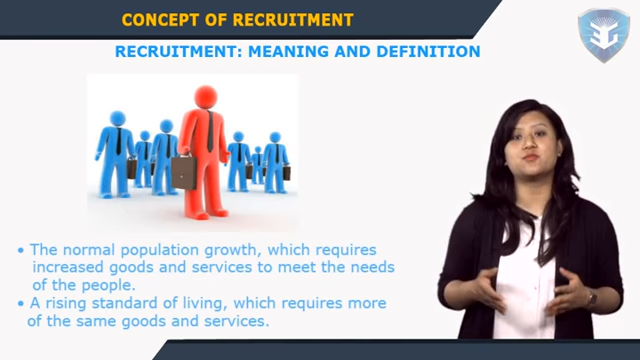 CONCEPT OF RECRUITMENT
RECRUITMENT: MEANING AND DEFINITION
• The normal population growth, which requires
increased goods and services to meet the needs
of the people.
• A rising standard of living, which requires more
of the same goods and services.